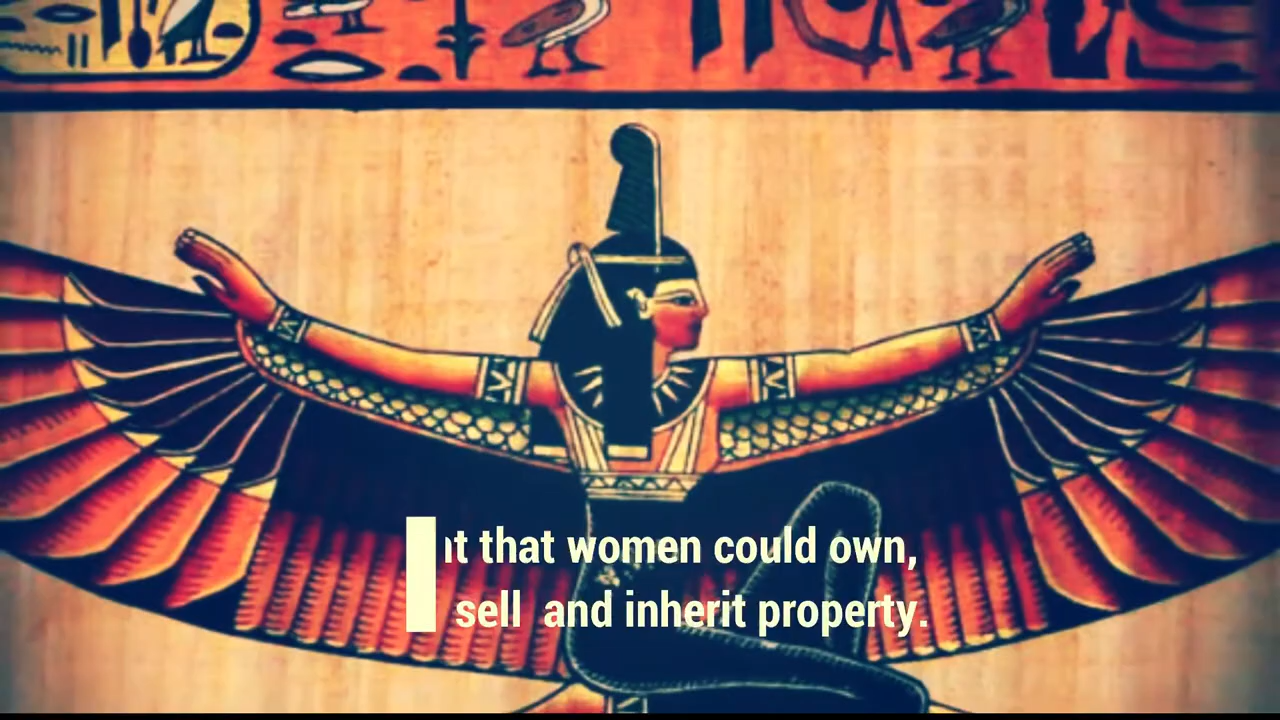 that women could own,
sell and inherit property.